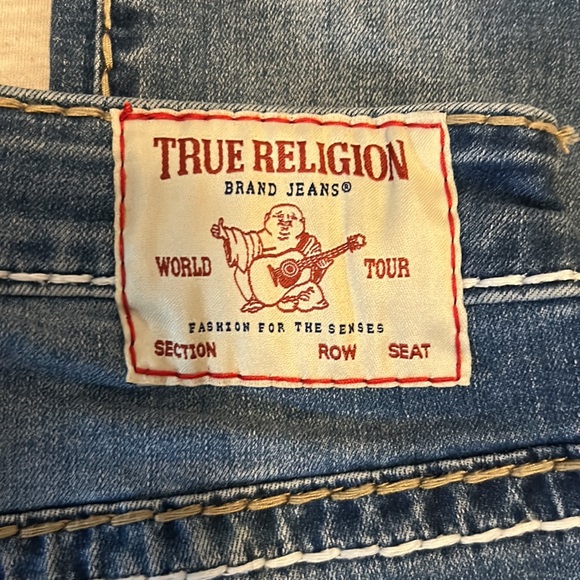 TRUE RELIGION
BRAND JEANS®
WORLD TOUR
FASHION FOR THE SENSES
SECTION ROW SEAT